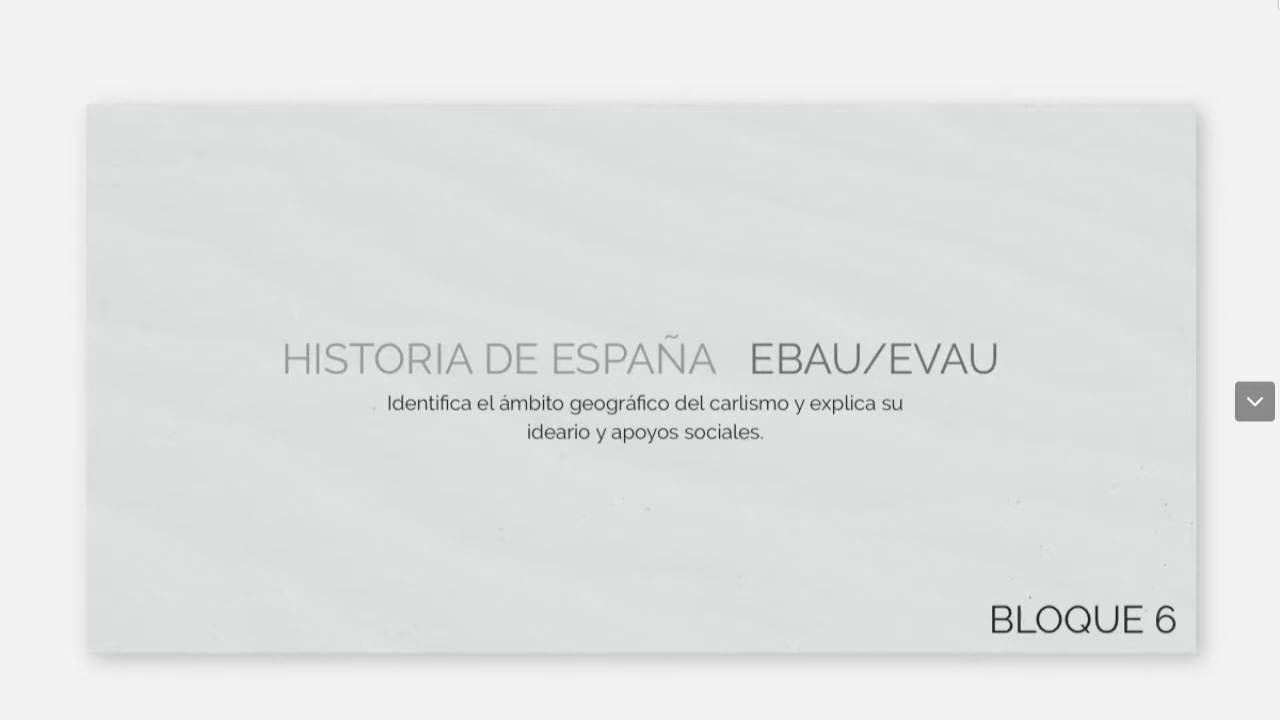 HISTORIA DE ESPAÑA EBAU/EVAU
Identifica el ámbito geográfico del carlismo y explica su
ideario y apoyos sociales.
BLOQUE 6